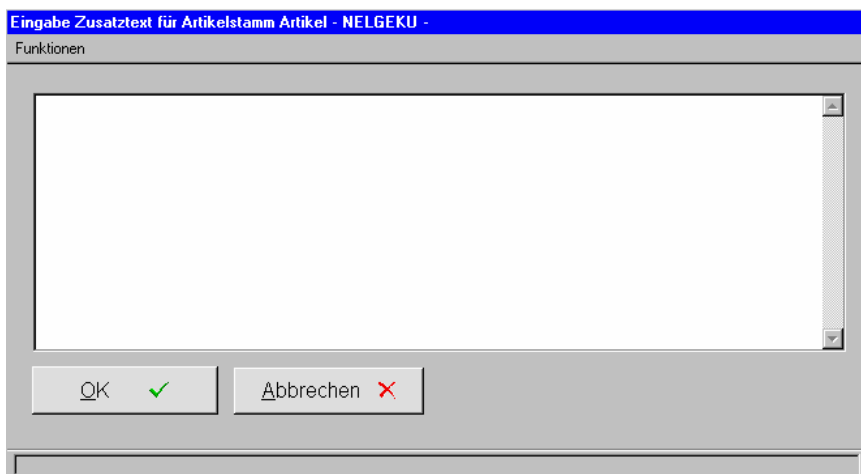 Eingabe Zusatztext für Artikelstamm Artikel - NELGEKU -
Funktionen
OK
Abbrechen